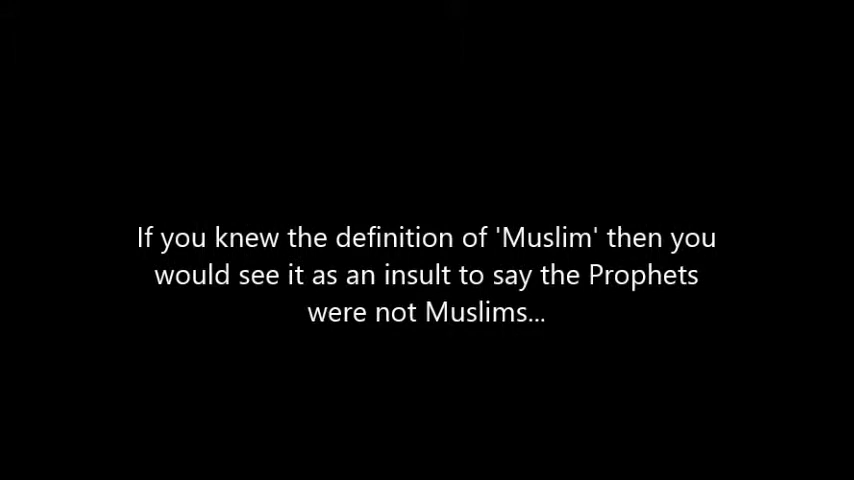 If you knew the definition of 'Muslim' then you
would see it as an insult to say the Prophets
were not Muslims...